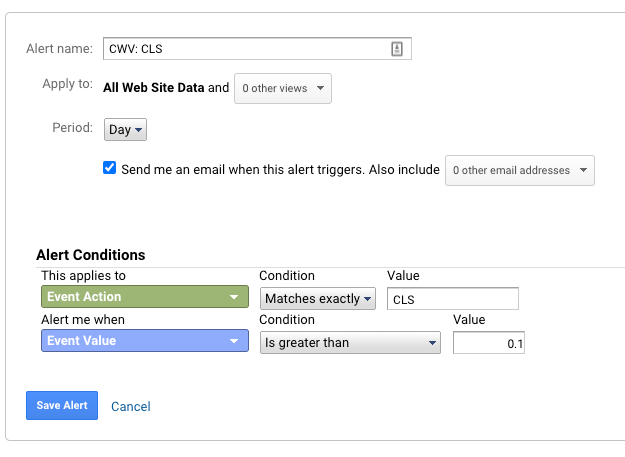 Alert name: CWV: CLS
Apply to: All Web Site Data and 0 other views
Period: Day
Send me an email when this alert triggers. Also include 0 other email addresses
Alert Conditions
This applies to Condition Value
Event Action Matches exactly CLS
Alert me when Condition Value
Event Value Is greater than 0.1
Save Alert Cancel